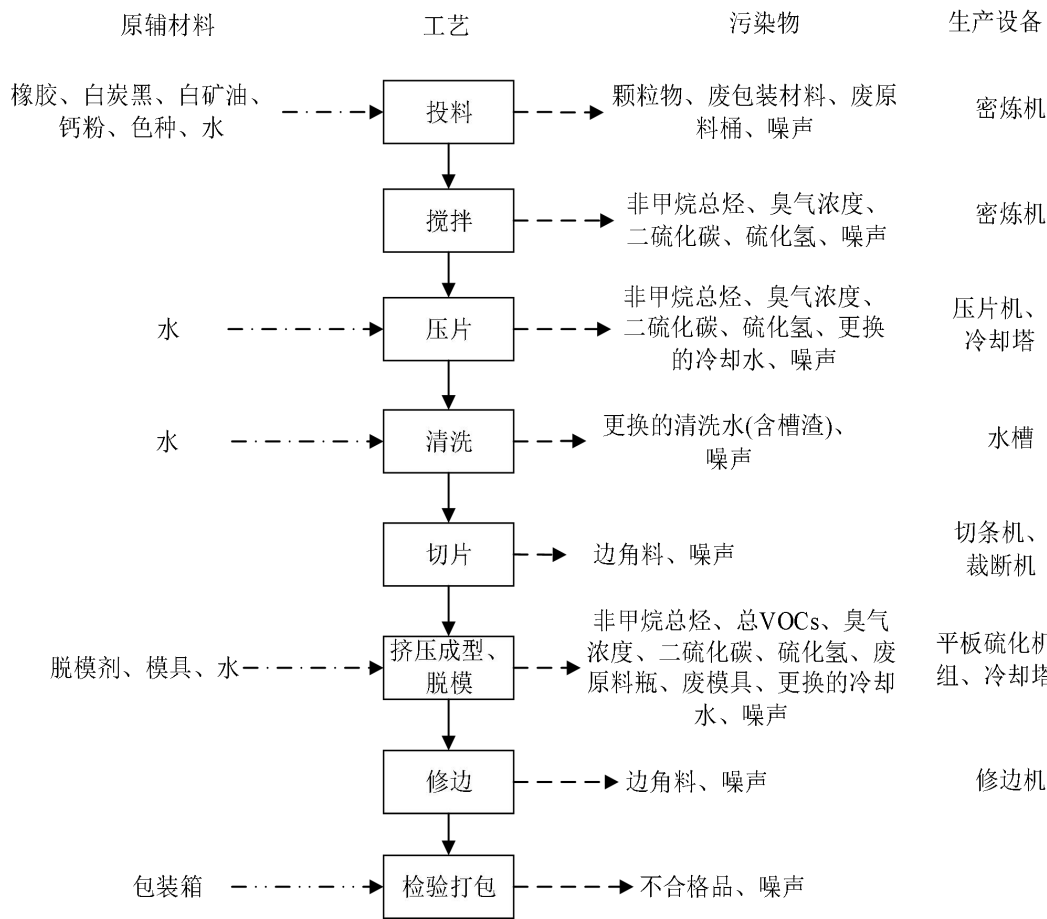 原辅材料
工艺
污染物
生产设备
橡胶、白炭黑、白矿油、
钙粉、色种、水
投料
颗粒物、废包装材料、废原
料桶、噪声
密炼机
搅拌
非甲烷总烃、臭气浓度、
二硫化碳、硫化氢、噪声
密炼机
水
压片
非甲烷总烃、臭气浓度、
二硫化碳、硫化氢、更换
的冷却水、噪声
压片机、
冷却塔
水
清洗
更换的清洗水(含槽渣)、
噪声
水槽
切片
边角料、噪声
切条机、
裁断机
脱模剂、模具、水
挤压成型、
脱模
非甲烷总烃、总VOCs、臭气
浓度、二硫化碳、硫化氢、废
原料瓶、废模具、更换的冷却
水、噪声
平板硫化机
组、冷却塔
修边
边角料、噪声
修边机
包装箱
检验打包
不合格品、噪声